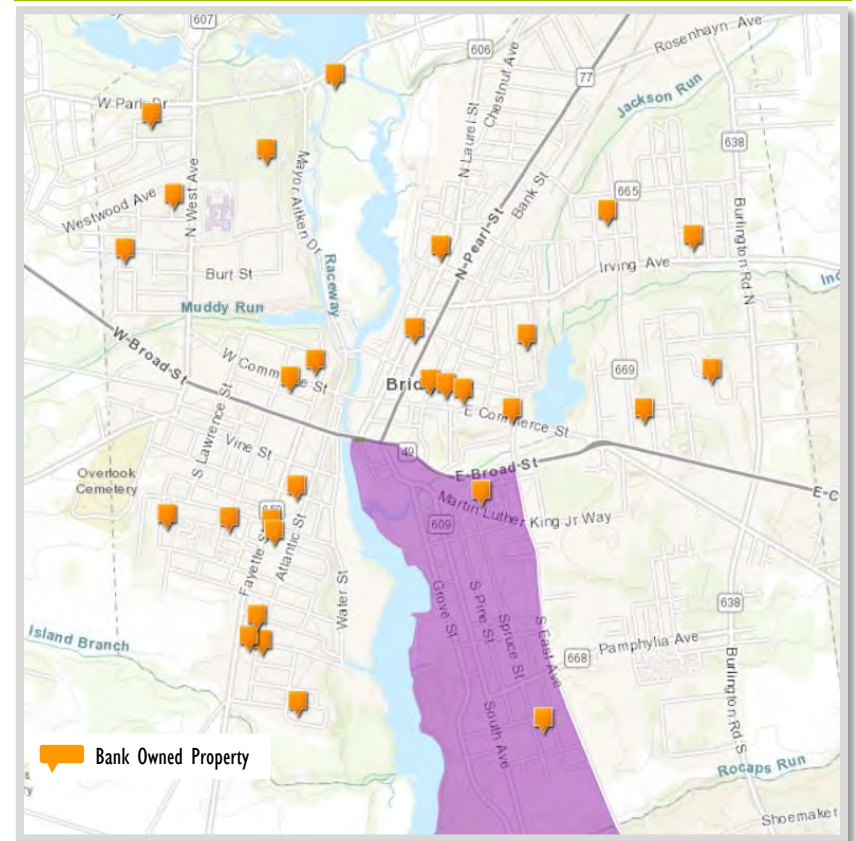 607
606
Rosenhayn Ave
Chestnut Ave
77
W Park Dr
Jackson Run
N Laurel St
638
Mayor Aitken Dr
Bank St
N West Ave
665
Westwood Ave
N-Pearl-St
Burlington Rd N
Irving Ave
Raceway
Burt St
Muddy Run
W-Broad-St
W Comm
St
669
Bri
E Commerce St
S Lawrence St
Vine St
49
E-Broad-St
Overlook
Cemetery
E-C
Martin Luther King Jr Way
609
Fayette St
Atlantic St
Water St
Grove St
S Pine St
Spruce St
S East Ave
638
Island Branch
Pamphylia Ave
668
Burlington Rd S
South Ave
Bank Owned Property
Rocaps Run
ry
Shoemaker